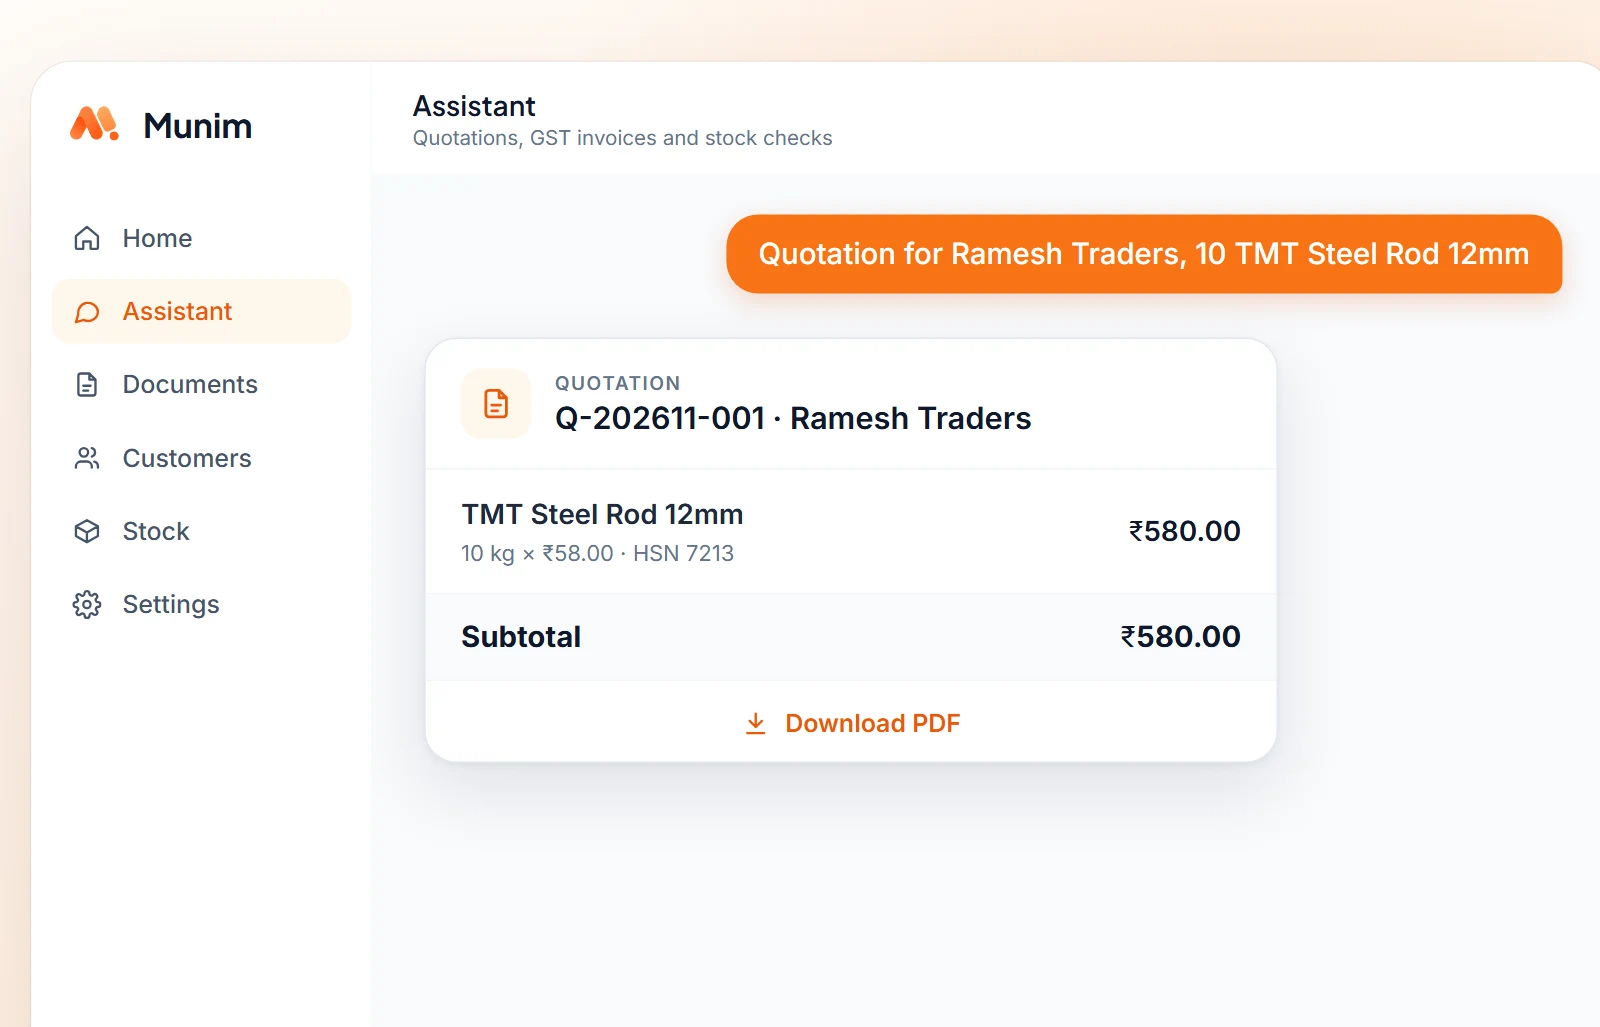 Munim
Home
Assistant
Documents
Customers
Stock
Settings
Assistant
Quotations, GST invoices and stock checks
Quotation for Ramesh Traders, 10 TMT Steel Rod 12mm
QUOTATION
Q-202611-001 · Ramesh Traders
TMT Steel Rod 12mm
10 kg × ₹58.00 · HSN 7213
₹580.00
Subtotal
₹580.00
Download PDF